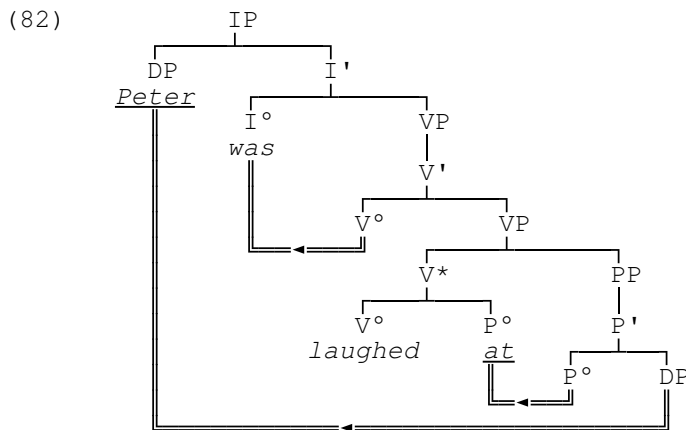 (82) IP
DP I'
Peter I° VP
was
V'
V° VP
V* PP
V° P° P'
laughed at
P° DP